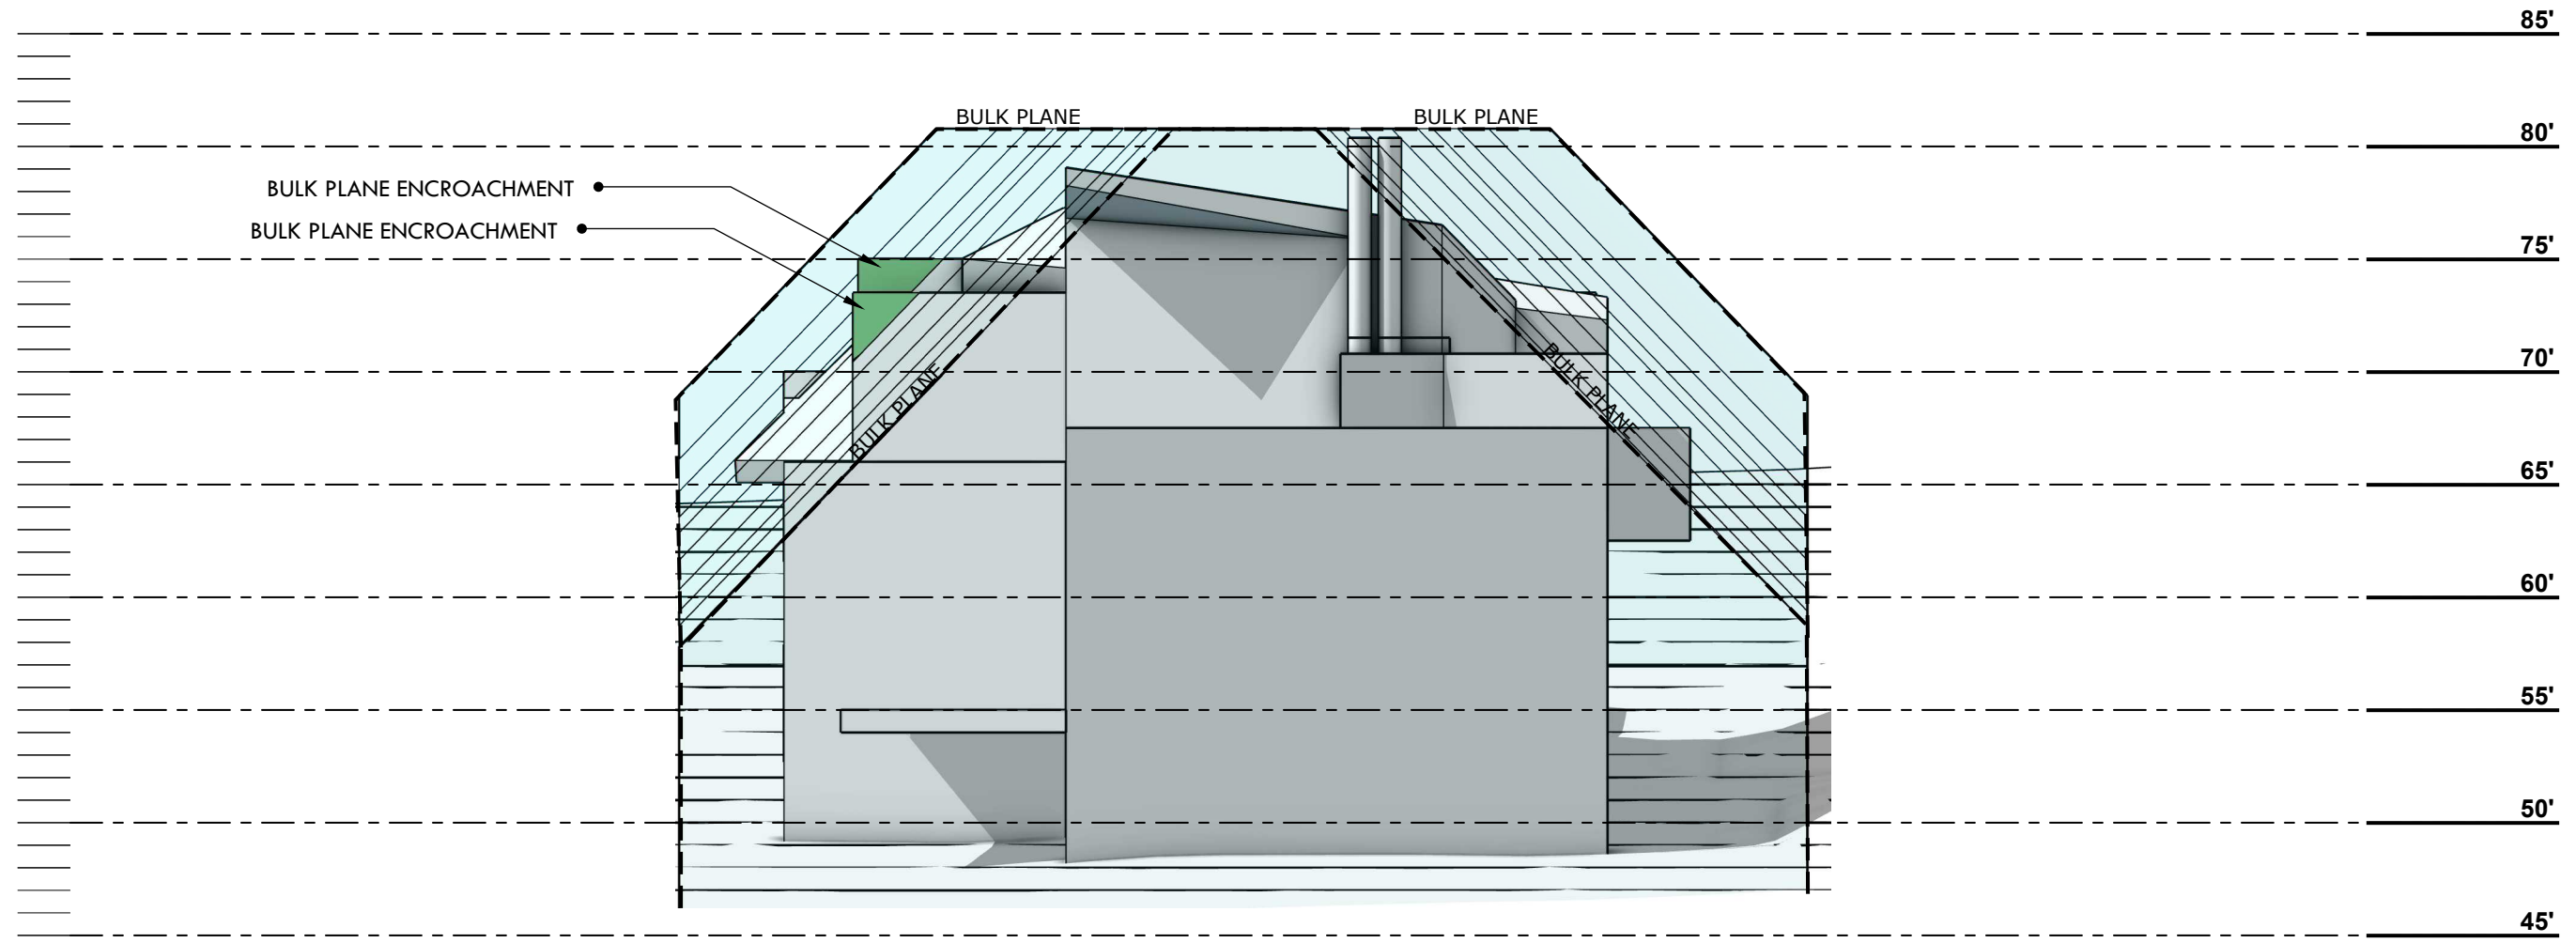 85'
BULK PLANE
BULK PLANE
80'
BULK PLANE ENCROACHMENT
BULK PLANE ENCROACHMENT
75'
70'
BULK PLANE
BULK PLANE
65'
60'
55'
50'
45'